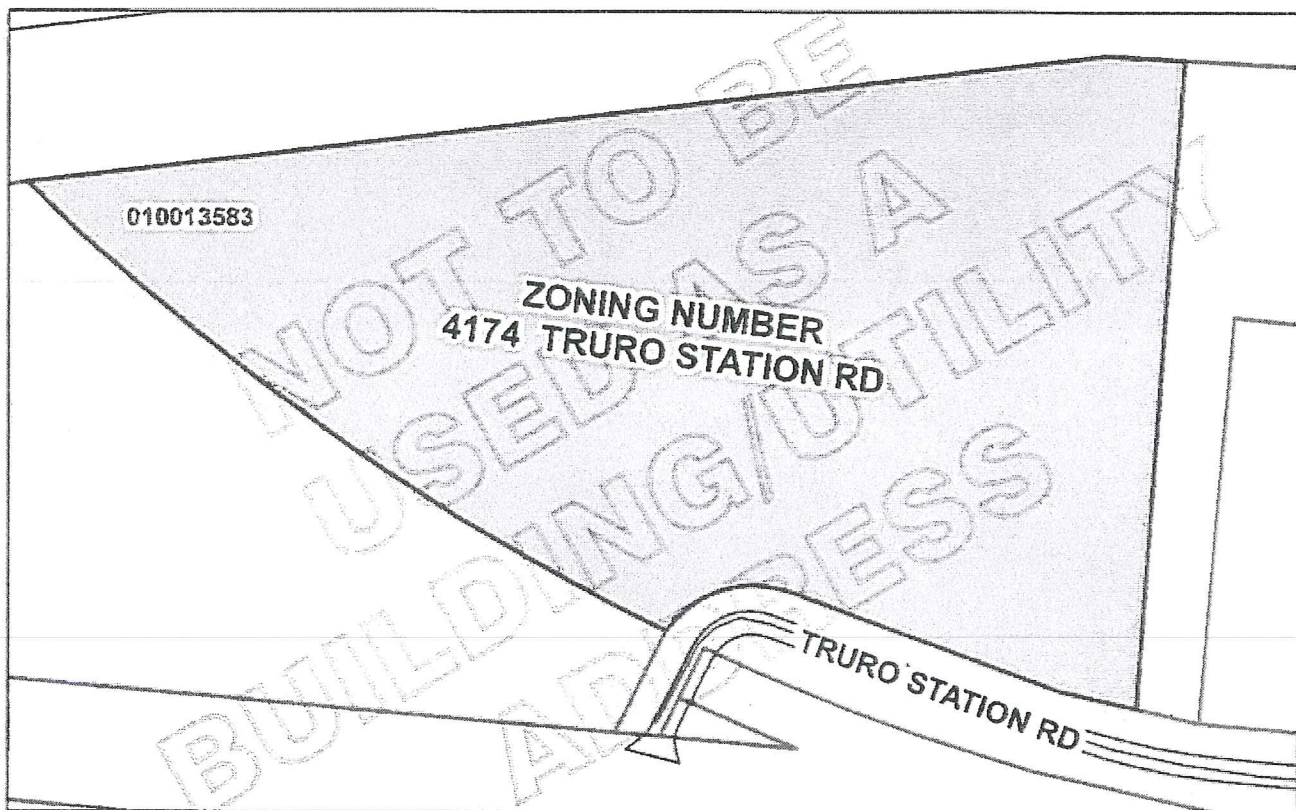 010013583
ZONING NUMBER
4174 TRURO STATION RD
NOT TO BE
USED AS A
BUILDING/UTILITY
ADDRESS
TRURO STATION RD